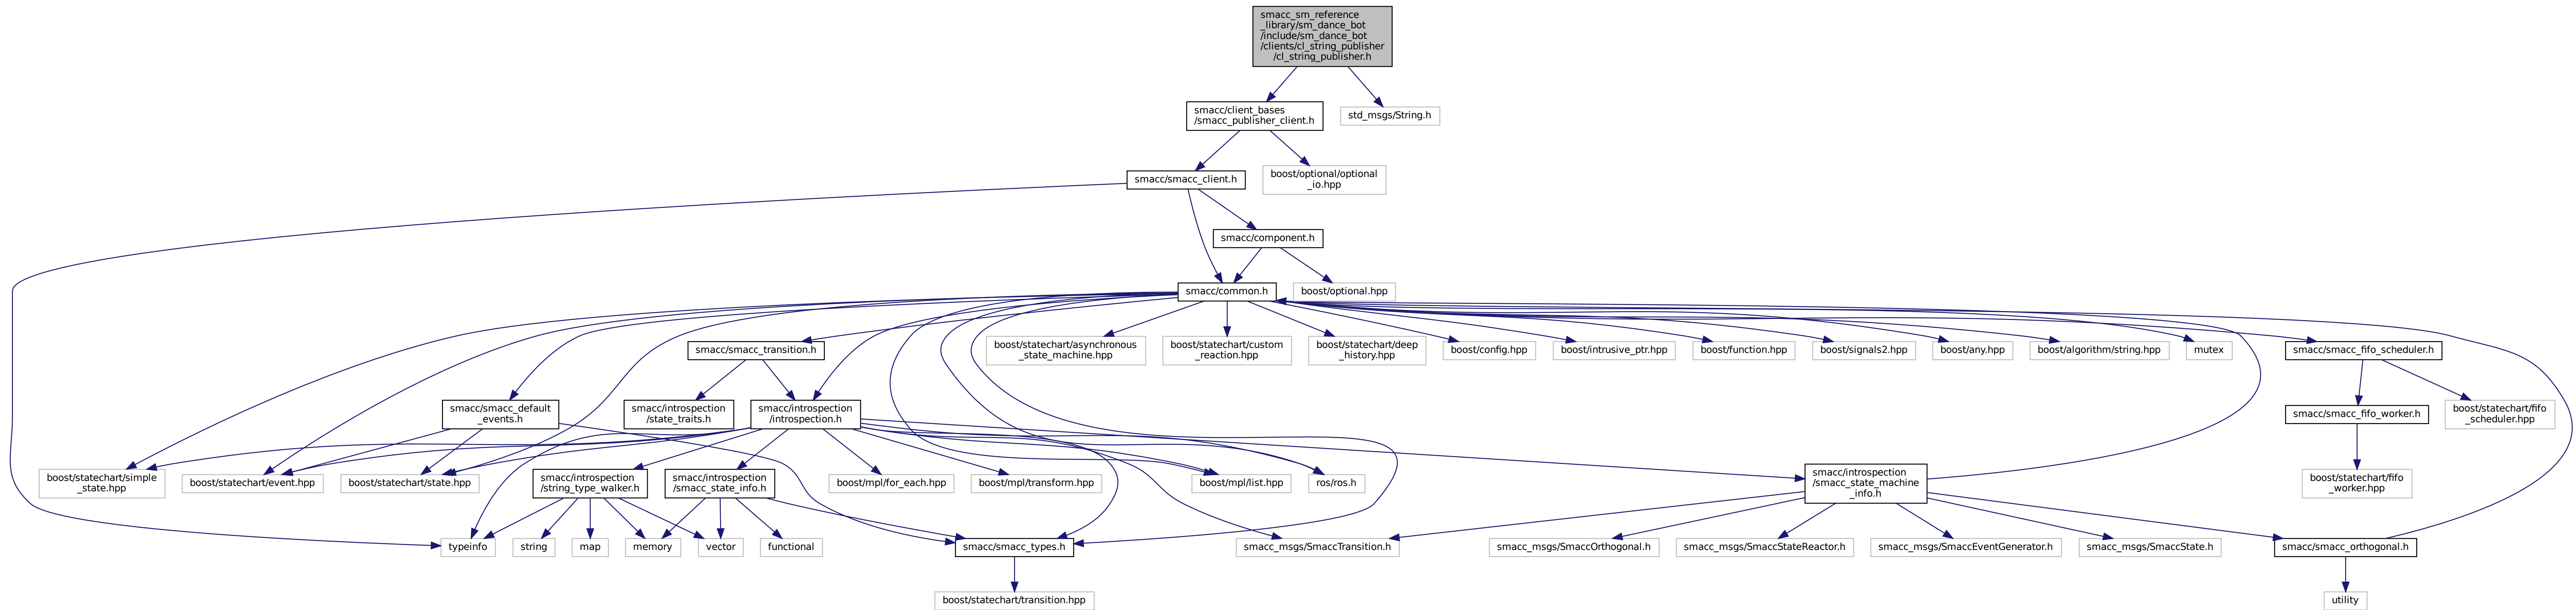 smacc_sm_reference
_library/sm_dance_bot
/include/sm_dance_bot
/clients/cl_string_publisher
/cl_string_publisher.h
smacc/client_bases
/smacc_publisher_client.h
std_msgs/String.h
smacc/smacc_client.h
boost/optional/optional
_io.hpp
smacc/component.h
smacc/common.h
boost/optional.hpp
smacc/smacc_transition.h
boost/statechart/asynchronous
_state_machine.hpp
boost/statechart/custom
_reaction.hpp
boost/statechart/deep
_history.hpp
boost/config.hpp
boost/intrusive_ptr.hpp
boost/function.hpp
boost/signals2.hpp
boost/any.hpp
boost/algorithm/string.hpp
mutex
smacc/smacc_fifo_scheduler.h
smacc/smacc_default
_events.h
smacc/introspection
/state_traits.h
smacc/introspection
/introspection.h
smacc/smacc_fifo_worker.h
boost/statechart/fifo
_scheduler.hpp
boost/statechart/simple
_state.hpp
boost/statechart/event.hpp
boost/statechart/state.hpp
smacc/introspection
/string_type_walker.h
smacc/introspection
/smacc_state_info.h
boost/mpl/for_each.hpp
boost/mpl/transform.hpp
boost/mpl/list.hpp
ros/ros.h
smacc/introspection
/smacc_state_machine
_info.h
boost/statechart/fifo
_worker.hpp
typeinfo
string
map
memory
vector
functional
smacc/smacc_types.h
smacc_msgs/SmaccTransition.h
smacc_msgs/SmaccOrthogonal.h
smacc_msgs/SmaccStateReactor.h
smacc_msgs/SmaccEventGenerator.h
smacc_msgs/SmaccState.h
smacc/smacc_orthogonal.h
boost/statechart/transition.hpp
utility